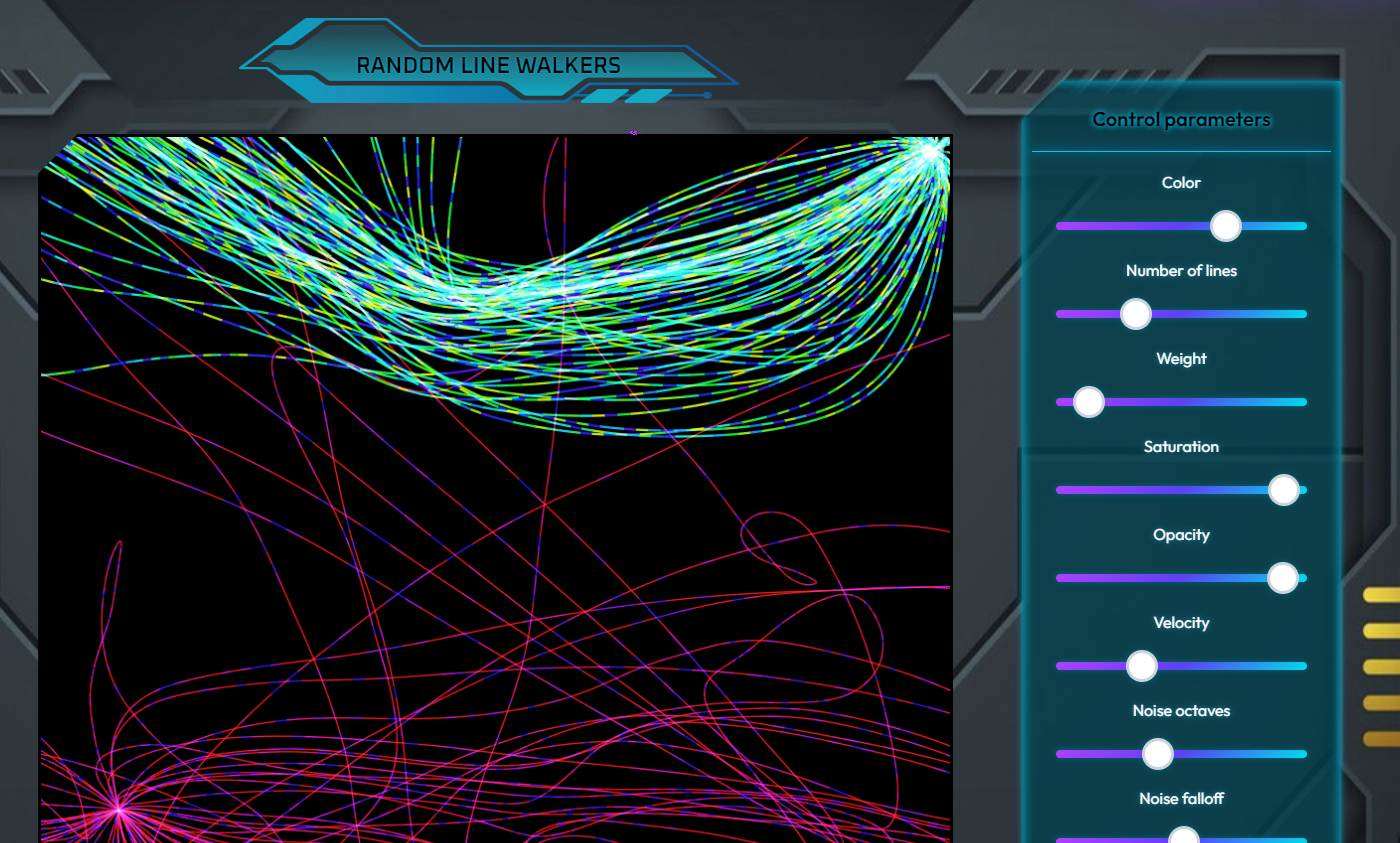 RANDOM LINE WALKERS
Control parameters
Color
Number of lines
Weight
Saturation
Opacity
Velocity
Noise octaves
Noise falloff